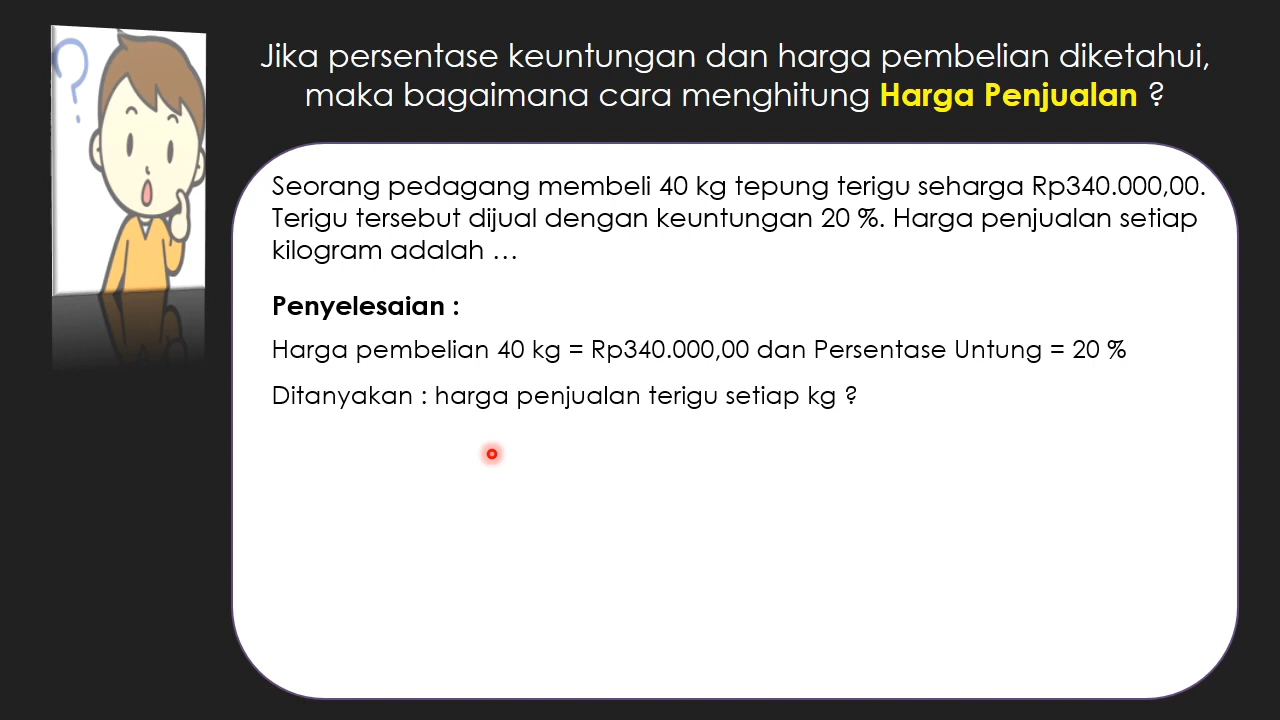 Jika persentase keuntungan dan harga pembelian diketahui,
maka bagaimana cara menghitung Harga Penjualan ?
Seorang pedagang membeli 40 kg tepung terigu seharga Rp340.000,00.
Terigu tersebut dijual dengan keuntungan 20 %. Harga penjualan setiap
kilogram adalah …
Penyelesaian :
Harga pembelian 40 kg = Rp340.000,00 dan Persentase Untung = 20 %
Ditanyakan : harga penjualan terigu setiap kg ?